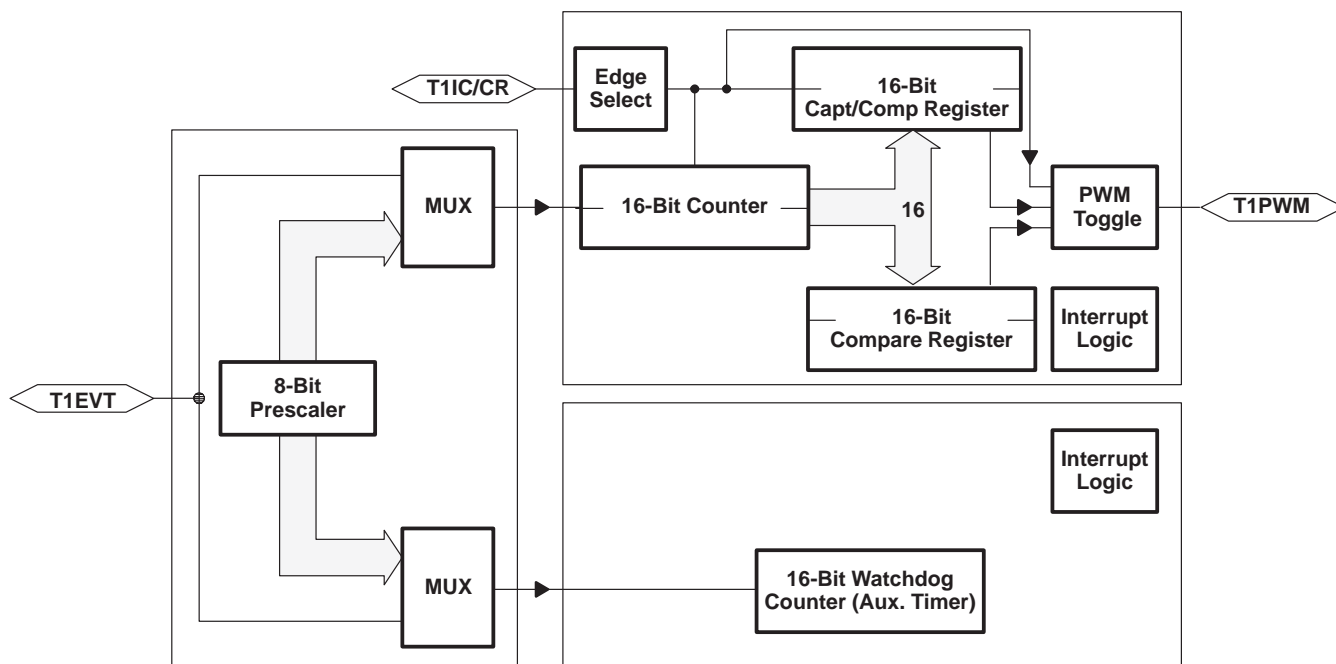 T1IC/CR
Edge
Select
16-Bit
Capt/Comp Register
MUX
16-Bit Counter
16
PWM
Toggle
T1PWM
16-Bit
Compare Register
Interrupt
Logic
T1EVT
8-Bit
Prescaler
Interrupt
Logic
MUX
16-Bit Watchdog
Counter (Aux. Timer)